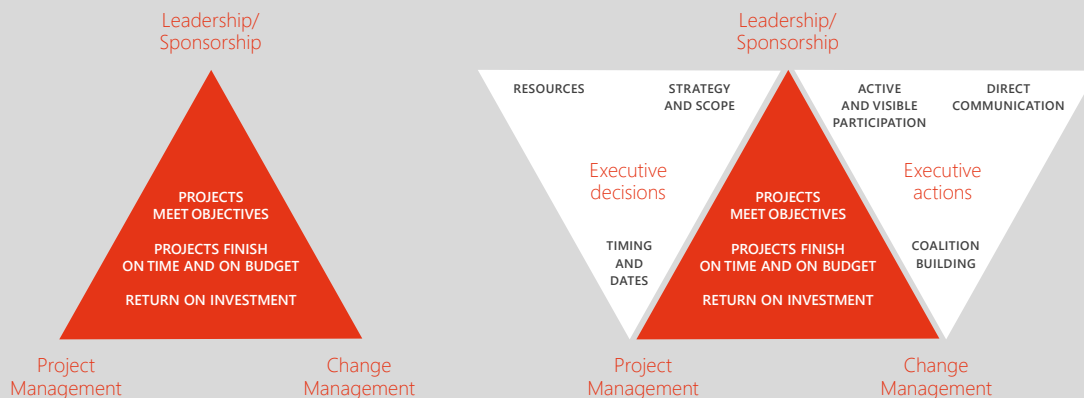 Leadership/
Sponsorship
PROJECTS
MEET OBJECTIVES
PROJECTS FINISH
ON TIME AND ON BUDGET
RETURN ON INVESTMENT
Project
Management
Change
Management
Leadership/
Sponsorship
RESOURCES
STRATEGY
AND SCOPE
Executive
decisions
TIMING
AND
DATES
PROJECTS
MEET OBJECTIVES
PROJECTS FINISH
ON TIME AND ON BUDGET
RETURN ON INVESTMENT
ACTIVE
AND VISIBLE
PARTICIPATION
DIRECT
COMMUNICATION
Executive
actions
COALITION
BUILDING
Project
Management
Change
Management